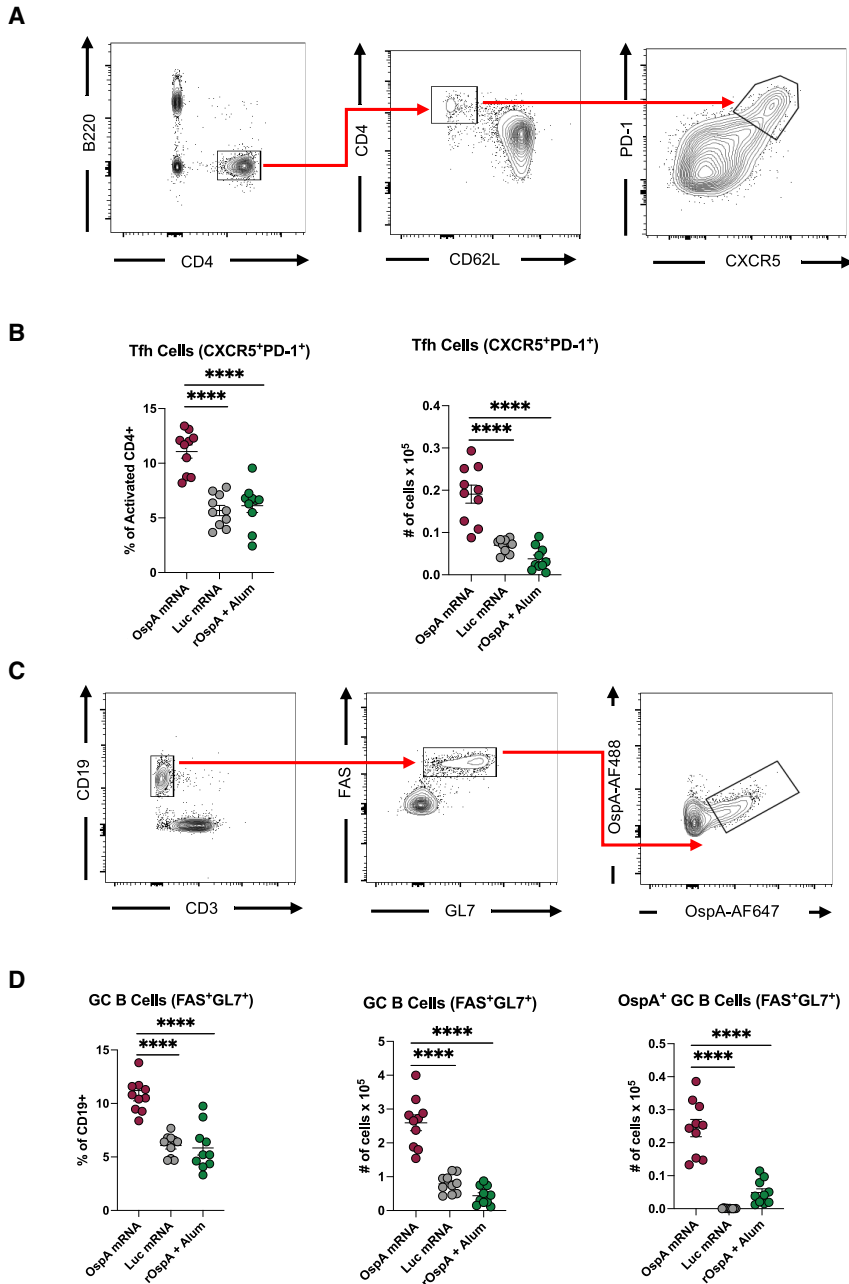 A
B220
CD4
CD4
CD62L
PD-1
CXCR5
B
Tfh Cells (CXCR5⁺PD-1⁺)
****
****
% of Activated CD4+
15
10
5
0
OspA mRNA
Luc mRNA
rOspA + Alum
Tfh Cells (CXCR5⁺PD-1⁺)
****
****
# of cells x 10⁵
0.4
0.3
0.2
0.1
0.0
OspA mRNA
Luc mRNA
rOspA + Alum
C
CD19
CD3
FAS
GL7
OspA-AF488
OspA-AF647
D
GC B Cells (FAS⁺GL7⁺)
****
****
% of CD19+
15
10
5
0
OspA mRNA
Luc mRNA
rOspA + Alum
GC B Cells (FAS⁺GL7⁺)
****
****
# of cells x 10⁵
5
4
3
2
1
0
OspA mRNA
Luc mRNA
rOspA + Alum
OspA⁺ GC B Cells (FAS⁺GL7⁺)
****
****
# of cells x 10⁵
0.5
0.4
0.3
0.2
0.1
0.0
OspA mRNA
Luc mRNA
rOspA + Alum